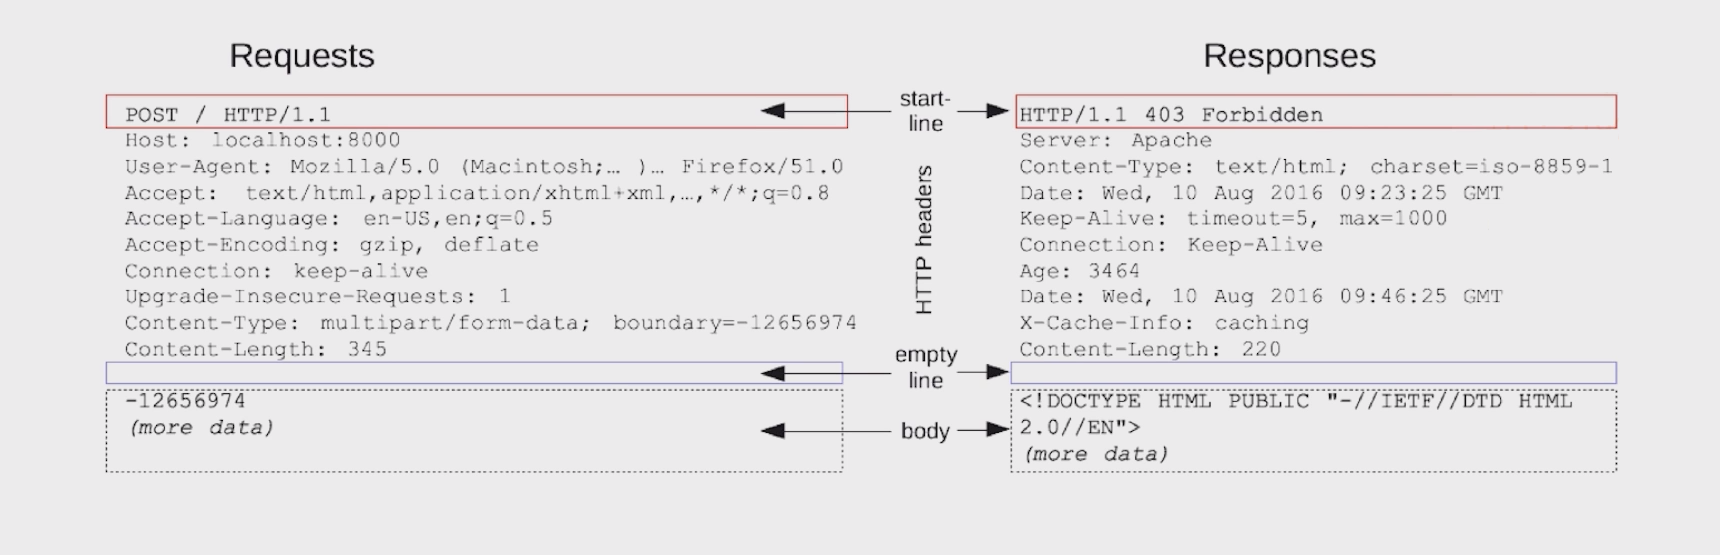 Requests
POST / HTTP/1.1
Host: localhost:8000
User-Agent: Mozilla/5.0 (Macintosh;… )… Firefox/51.0
Accept: text/html,application/xhtml+xml,…,*/*;q=0.8
Accept-Language: en-US,en;q=0.5
Accept-Encoding: gzip, deflate
Connection: keep-alive
Upgrade-Insecure-Requests: 1
Content-Type: multipart/form-data; boundary=-12656974
Content-Length: 345
-12656974
(more data)
start-
line
HTTP headers
empty
line
body
Responses
HTTP/1.1 403 Forbidden
Server: Apache
Content-Type: text/html; charset=iso-8859-1
Date: Wed, 10 Aug 2016 09:23:25 GMT
Keep-Alive: timeout=5, max=1000
Connection: Keep-Alive
Age: 3464
Date: Wed, 10 Aug 2016 09:46:25 GMT
X-Cache-Info: caching
Content-Length: 220
<!DOCTYPE HTML PUBLIC "-//IETF//DTD HTML
2.0//EN">
(more data)